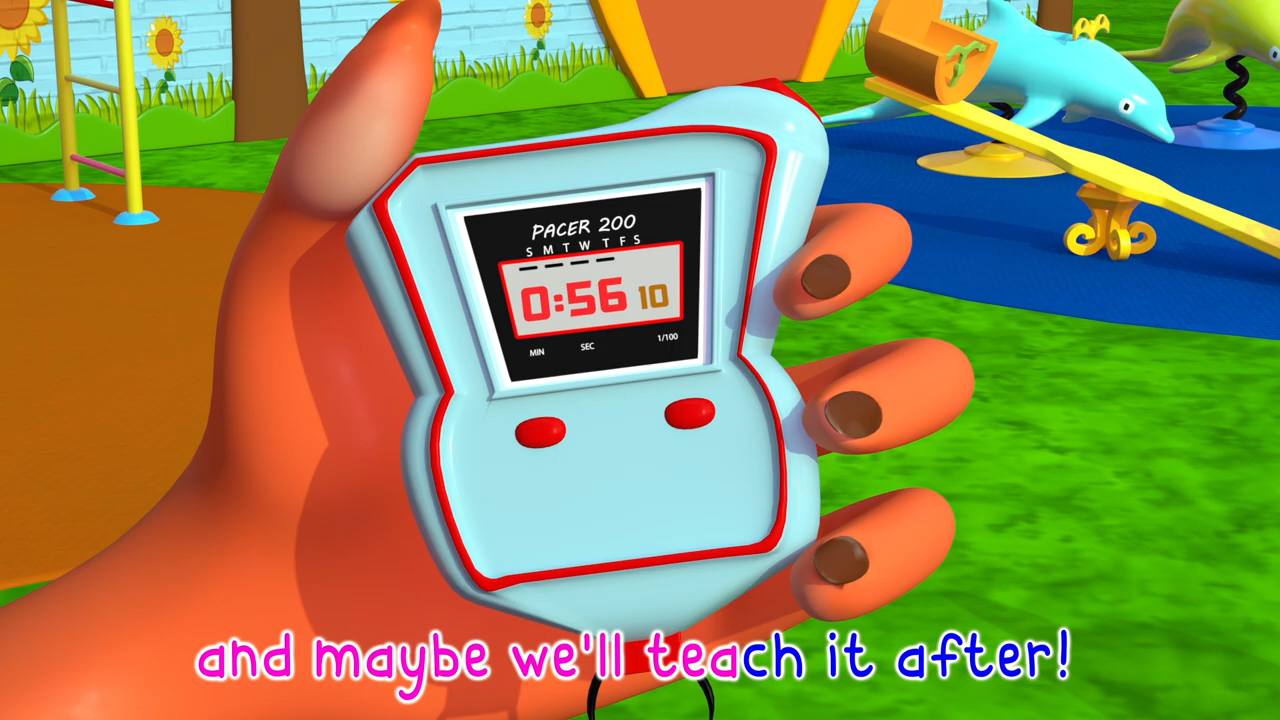 PACER 200
S M T W T F S
0:56 10
MIN SEC 1/100
and maybe we'll teach it after!